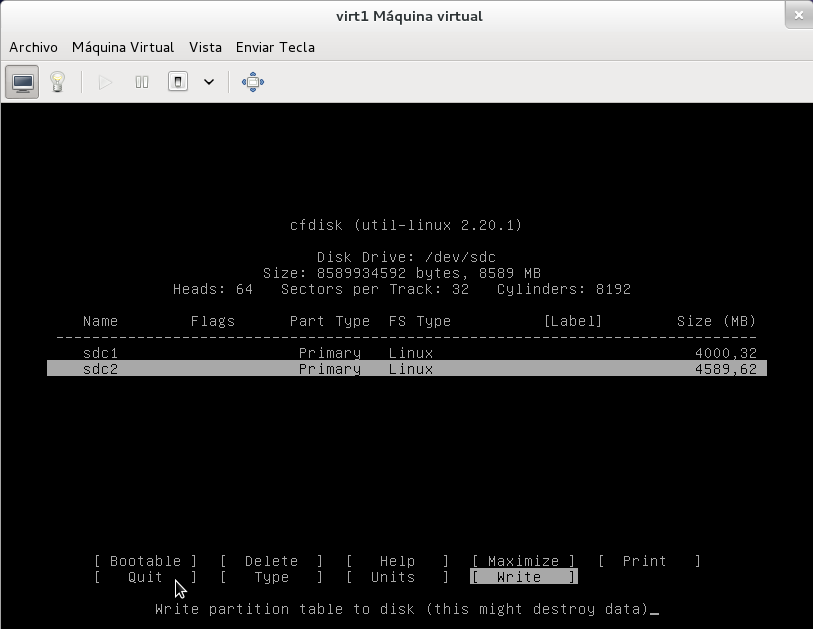 virt1 Máquina virtual
Archivo Máquina Virtual Vista Enviar Tecla
cfdisk (util-linux 2.20.1)
Disk Drive: /dev/sdc
Size: 8589934592 bytes, 8589 MB
Heads: 64 Sectors per Track: 32 Cylinders: 8192
Name Flags Part Type FS Type [Label] Size (MB)
sdc1 Primary Linux 4000,32
sdc2 Primary Linux 4589,62
[ Bootable ] [ Delete ] [ Help ] [ Maximize ] [ Print ]
[ Quit ] [ Type ] [ Units ] [ Write ]
Write partition table to disk (this might destroy data)_